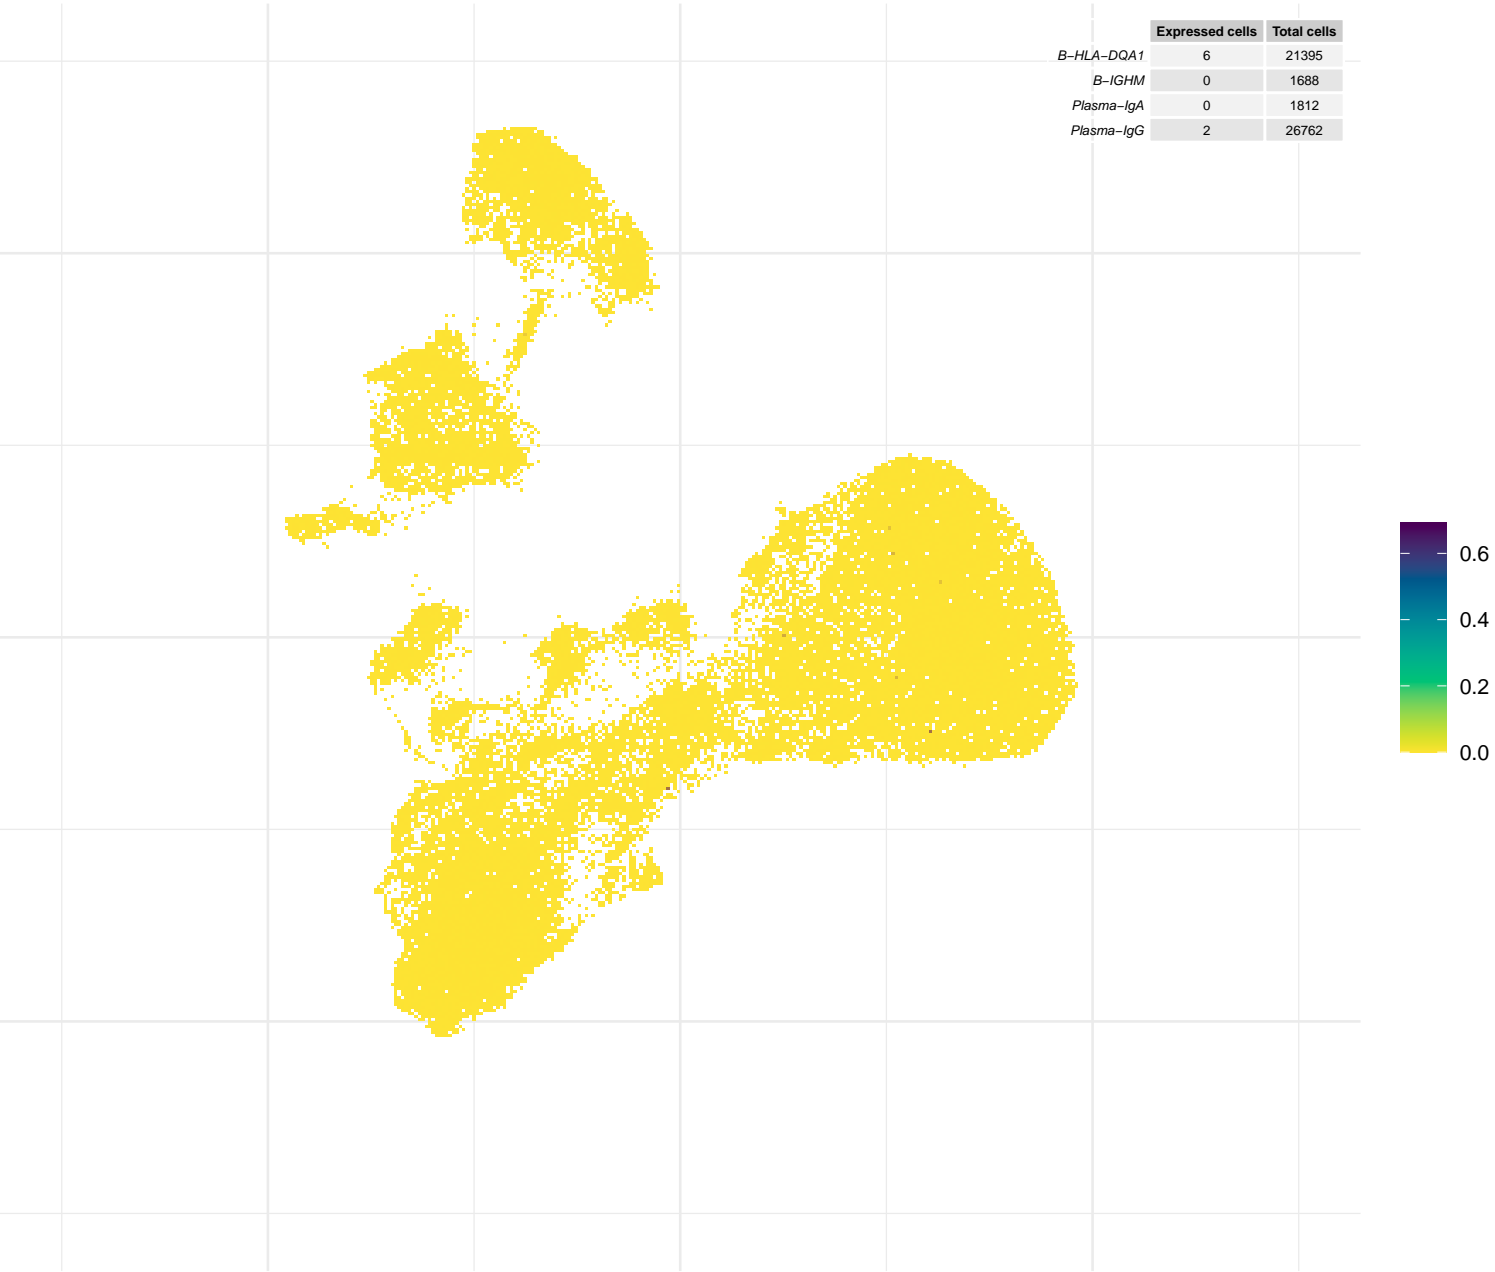 Expressed cells Total cells
B−HLA−DQA1 6 21395
B−IGHM 0 1688
Plasma−IgA 0 1812
Plasma−IgG 2 26762
0.6
0.4
0.2
0.0